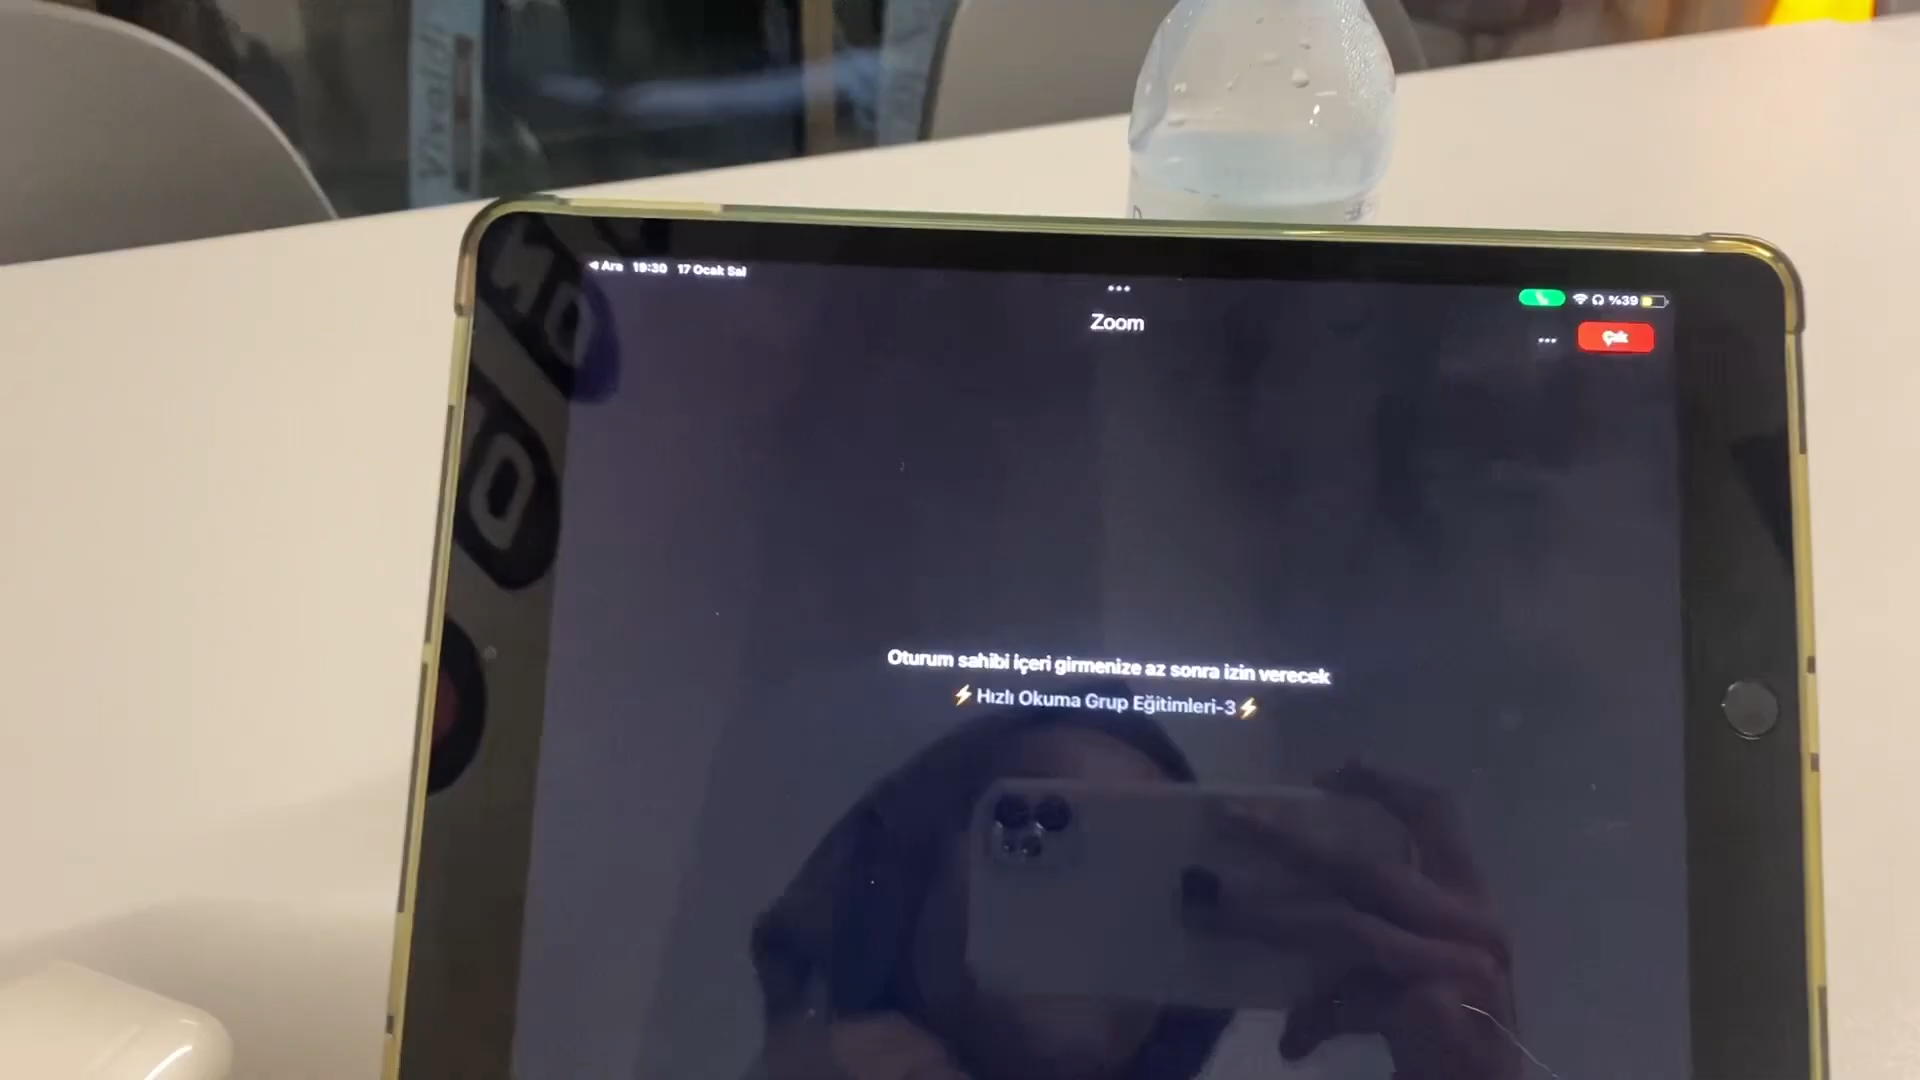 Vivaldi
◀ Ara 19:30 17 Ocak Sal
%39
Zoom
Çık
Oturum sahibi içeri girmenize az sonra izin verecek
⚡Hızlı Okuma Grup Eğitimleri-3⚡